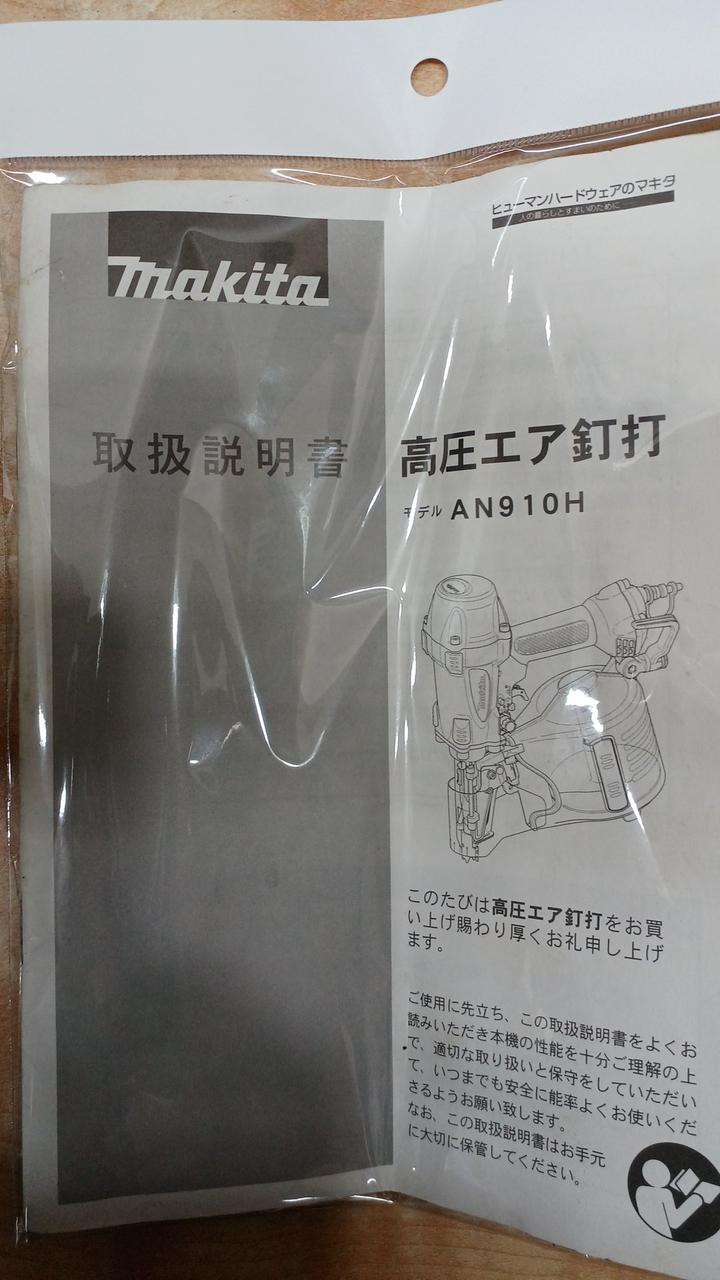 makita
取扱説明書
ヒューマンハードウェアのマキタ
人の暮らしとすまいのために
高圧エア釘打
モデル AN910H
makita
このたびは高圧エア釘打をお買
い上げ賜わり厚くお礼申し上げ
ます。
ご使用に先立ち、この取扱説明書をよくお
読みいただき本機の性能を十分ご理解の上
で、適切な取り扱いと保守をしていただい
て、いつまでも安全に能率よくお使いくだ
さるようお願い致します。
なお、この取扱説明書はお手元
に大切に保管してください。